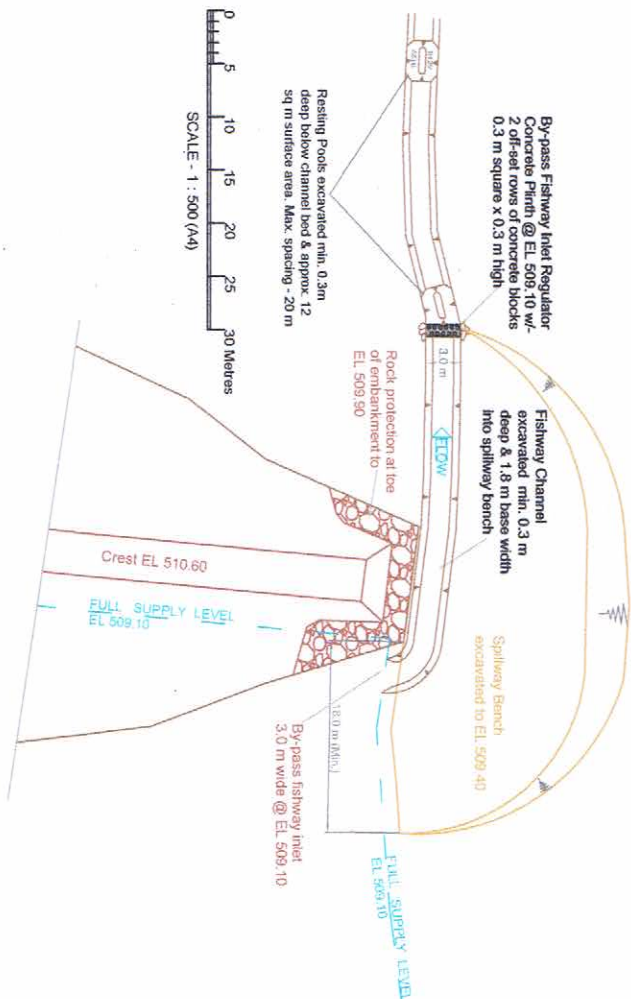 By-pass Fishway Inlet Regulator
Concrete Plinth @ EL 509.10 w/-
2 off-set rows of concrete blocks
0.3 m square x 0.3 m high
Fishway Channel
excavated min. 0.3 m
deep & 1.8 m base width
into spillway bench
Spillway Bench
excavated to EL 509.40
3.0 m
FLOW
Resting Pools excavated min. 0.3m
deep below channel bed & approx. 12
sq m surface area. Max. spacing - 20 m
Rock protection at toe
of embankment to
EL 509.90
18.0 m (Min.)
FULL SUPPLY LEVEL
EL 509.10
By-pass fishway inlet
3.0 m wide @ EL 509.10
Crest EL 510.60
FULL SUPPLY LEVEL
EL 509.10
0 5 10 15 20 25 30 Metres
SCALE - 1 : 500 (A4)